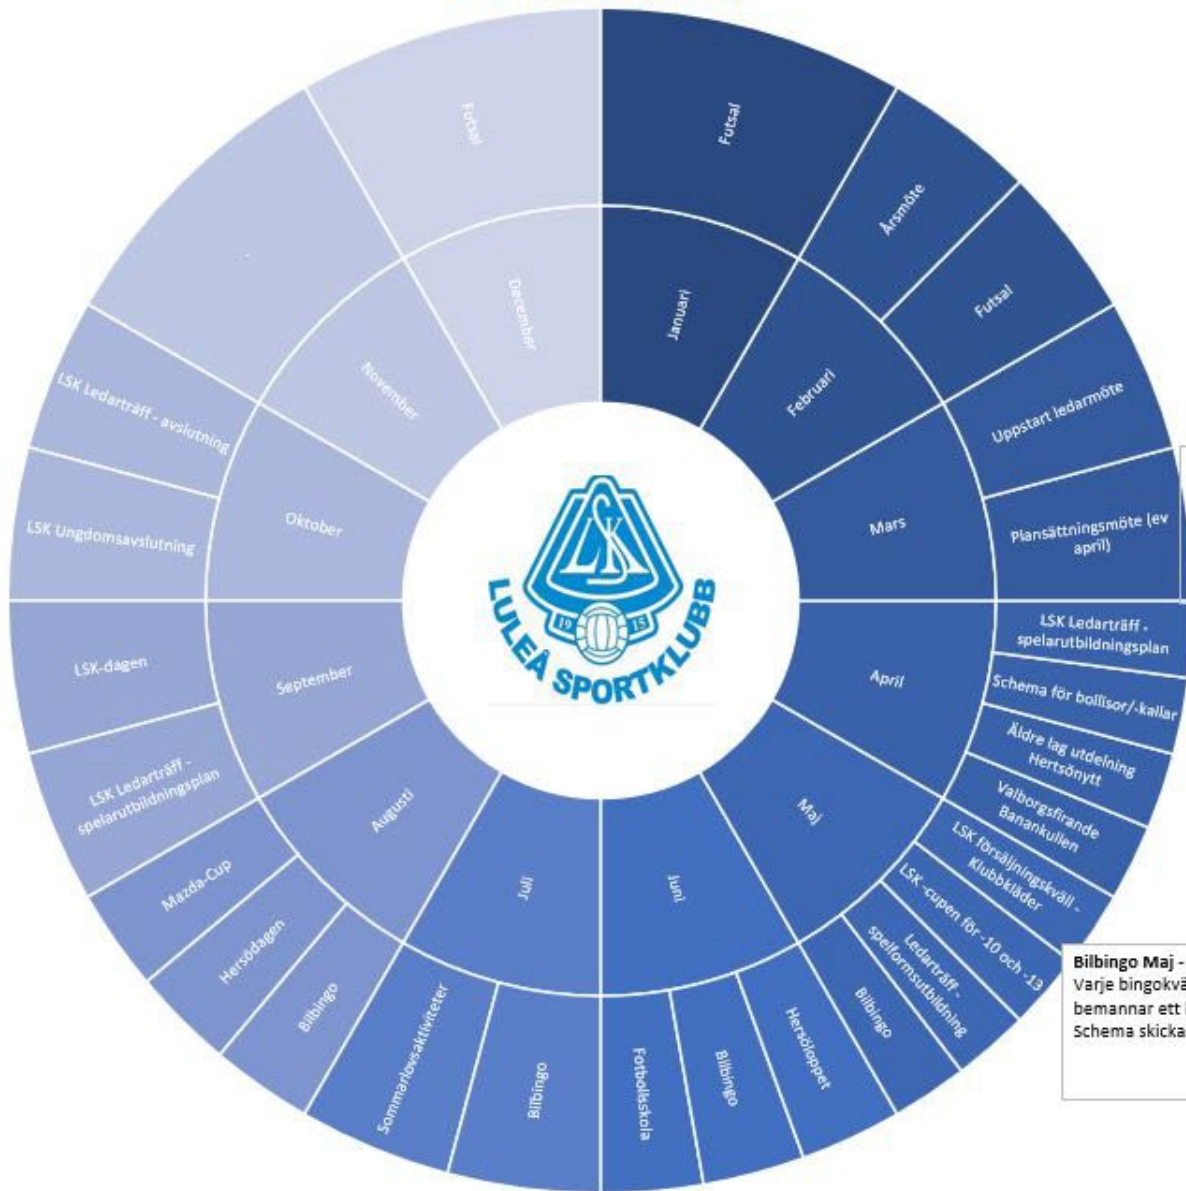 Futsal
Januari
Årsmöte
Futsal
Februari
Uppstart ledarmöte
Plansättningsmöte (ev
april)
Mars
LSK Ledarträff -
spelarutbildningsplan
Schema för bollisor/-kallar
Äldre lag utdelning
Hertsönytt
Valborgsfirande
Banankullen
April
LSK försäljningskväll -
Klubbkläder
LSK -cupen för -10 och -13
Ledarträff -
spelformsutbildning
Bilbingo
Maj
Hersöloppet
Bilbingo
Fotbollsskola
Juni
Bilbingo
Sommarlovsaktiviteter
Juli
Bilbingo
Hersödagen
Mazda-Cup
Augusti
LSK Ledarträff -
spelarutbildningsplan
LSK-dagen
September
LSK Ungdomsavslutning
LSK Ledarträff - avslutning
Oktober
.
November
Futsal
December
LSK
19 15
LULEÅ SPORTKLUBB
Bilbingo Maj -
Varje bingokvä
bemannar ett
Schema skicka